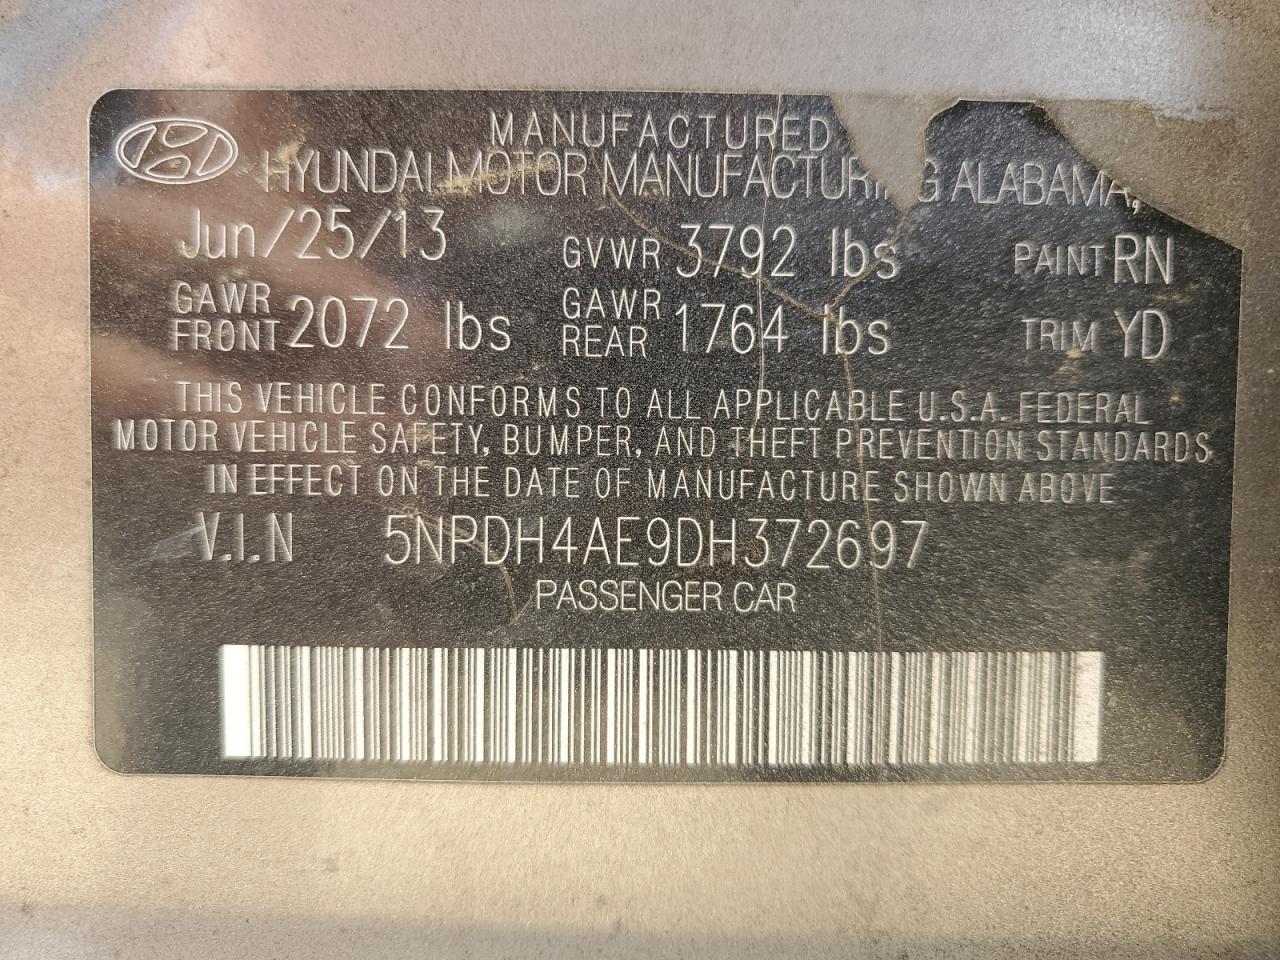 MANUFACTURED
HYUNDAI MOTOR MANUFACTURING ALABAMA,
Jun/25/13 GVWR 3792 lbs PAINT RN
GAWR FRONT 2072 lbs GAWR REAR 1764 lbs TRIM YD
THIS VEHICLE CONFORMS TO ALL APPLICABLE U.S.A. FEDERAL
MOTOR VEHICLE SAFETY, BUMPER, AND THEFT PREVENTION STANDARDS
IN EFFECT ON THE DATE OF MANUFACTURE SHOWN ABOVE
V.I.N 5NPDH4AE9DH372697
PASSENGER CAR